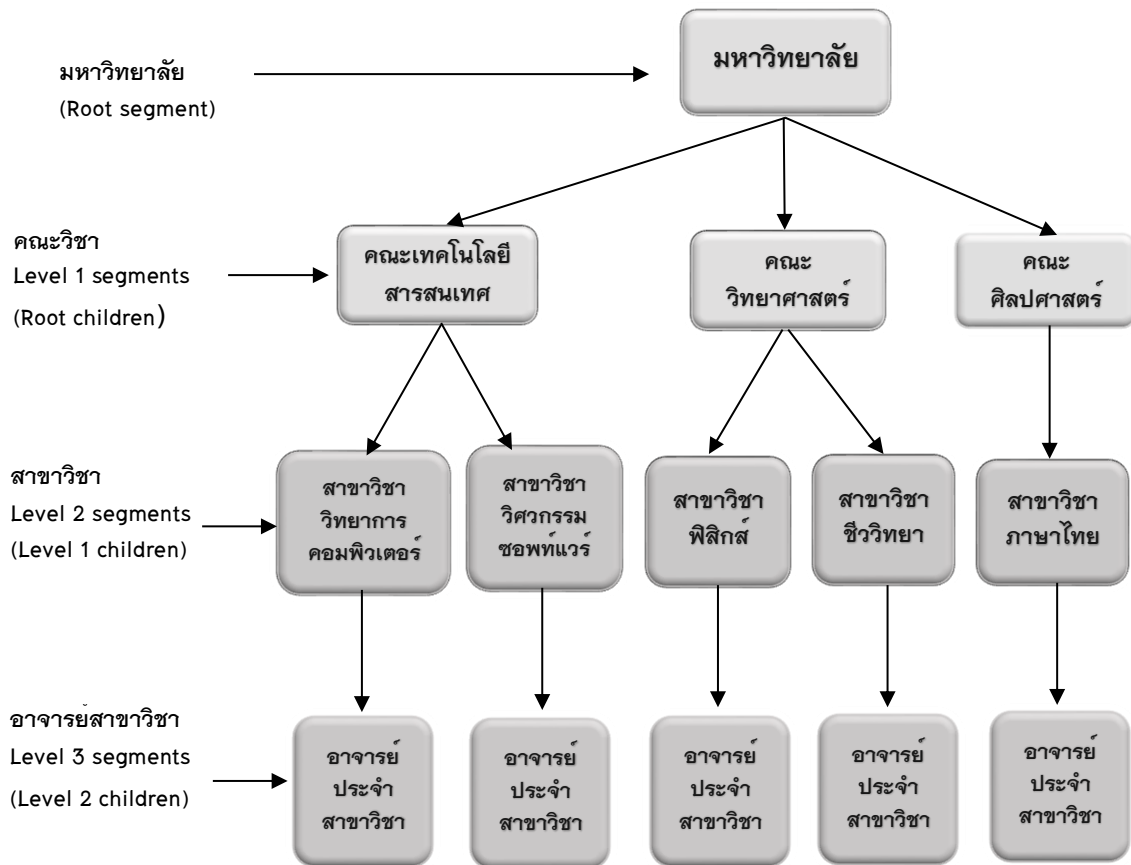 มหาวิทยาลัย
(Root segment)
มหาวิทยาลัย
คณะวิชา
Level 1 segments
(Root children)
คณะเทคโนโลยี
สารสนเทศ
คณะ
วิทยาศาสตร์
คณะ
ศิลปศาสตร์
สาขาวิชา
Level 2 segments
(Level 1 children)
สาขาวิชา
วิทยาการ
คอมพิวเตอร์
สาขาวิชา
วิศวกรรม
ซอฟท์แวร์
สาขาวิชา
ฟิสิกส์
สาขาวิชา
ชีววิทยา
สาขาวิชา
ภาษาไทย
อาจารย์สาขาวิชา
Level 3 segments
(Level 2 children)
อาจารย์
ประจำ
สาขาวิชา
อาจารย์
ประจำ
สาขาวิชา
อาจารย์
ประจำ
สาขาวิชา
อาจารย์
ประจำ
สาขาวิชา
อาจารย์
ประจำ
สาขาวิชา